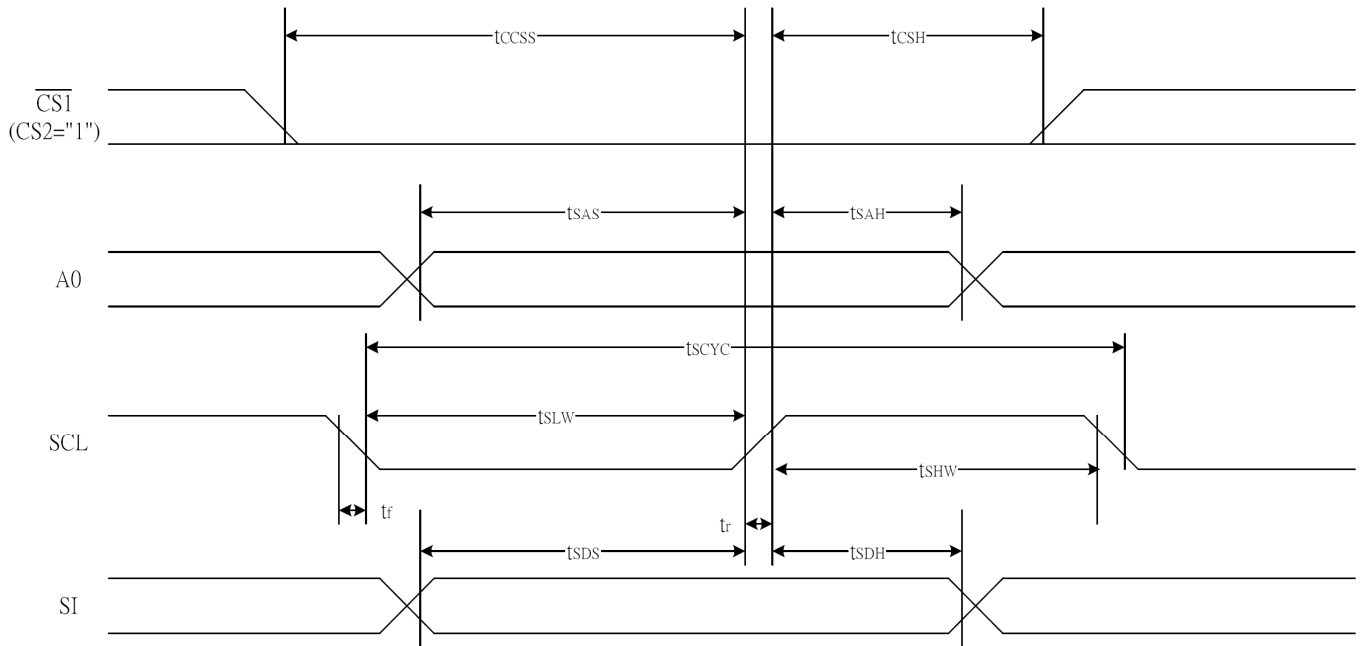 tCCSS
tCSH
CS1
(CS2="1")
tSAS
tSAH
A0
tSCYC
tSLW
SCL
tSHW
tf
tr
tSDS
tSDH
SI